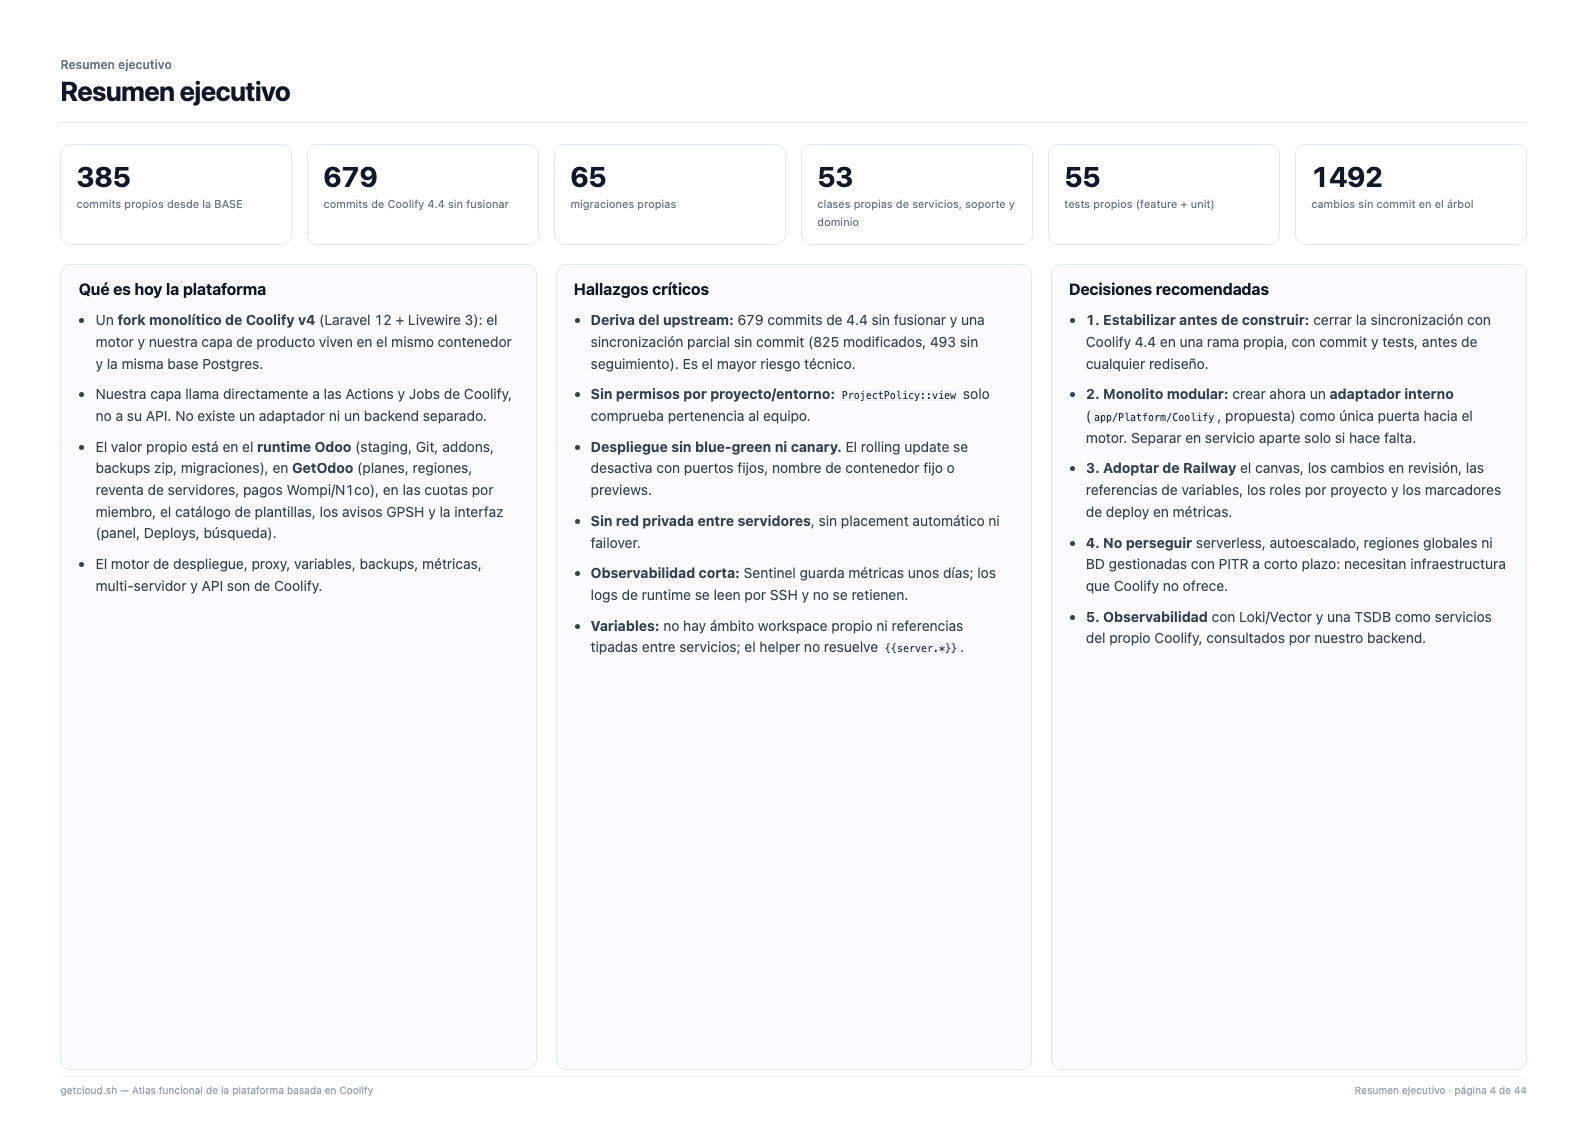 Resumen ejecutivo
Resumen ejecutivo
385
commits propios desde la BASE
679
commits de Coolify 4.4 sin fusionar
65
migraciones propias
53
clases propias de servicios, soporte y
dominio
55
tests propios (feature + unit)
1492
cambios sin commit en el árbol
Qué es hoy la plataforma
• Un fork monolítico de Coolify v4 (Laravel 12 + Livewire 3): el
motor y nuestra capa de producto viven en el mismo contenedor
y la misma base Postgres.
• Nuestra capa llama directamente a las Actions y Jobs de Coolify,
no a su API. No existe un adaptador ni un backend separado.
• El valor propio está en el runtime Odoo (staging, Git, addons,
backups zip, migraciones), en GetOdoo (planes, regiones,
reventa de servidores, pagos Wompi/N1co), en las cuotas por
miembro, el catálogo de plantillas, los avisos GPSH y la interfaz
(panel, Deploys, búsqueda).
• El motor de despliegue, proxy, variables, backups, métricas,
multi-servidor y API son de Coolify.
Hallazgos críticos
• Deriva del upstream: 679 commits de 4.4 sin fusionar y una
sincronización parcial sin commit (825 modificados, 493 sin
seguimiento). Es el mayor riesgo técnico.
• Sin permisos por proyecto/entorno: ProjectPolicy::view solo
comprueba pertenencia al equipo.
• Despliegue sin blue-green ni canary. El rolling update se
desactiva con puertos fijos, nombre de contenedor fijo o
previews.
• Sin red privada entre servidores, sin placement automático ni
failover.
• Observabilidad corta: Sentinel guarda métricas unos días; los
logs de runtime se leen por SSH y no se retienen.
• Variables: no hay ámbito workspace propio ni referencias
tipadas entre servicios; el helper no resuelve {{server.*}}.
Decisiones recomendadas
• 1. Estabilizar antes de construir: cerrar la sincronización con
Coolify 4.4 en una rama propia, con commit y tests, antes de
cualquier rediseño.
• 2. Monolito modular: crear ahora un adaptador interno
(app/Platform/Coolify, propuesta) como única puerta hacia el
motor. Separar en servicio aparte solo si hace falta.
• 3. Adoptar de Railway el canvas, los cambios en revisión, las
referencias de variables, los roles por proyecto y los marcadores
de deploy en métricas.
• 4. No perseguir serverless, autoescalado, regiones globales ni
BD gestionadas con PITR a corto plazo: necesitan infraestructura
que Coolify no ofrece.
• 5. Observabilidad con Loki/Vector y una TSDB como servicios
del propio Coolify, consultados por nuestro backend.
getcloud.sh — Atlas funcional de la plataforma basada en Coolify
Resumen ejecutivo · página 4 de 44